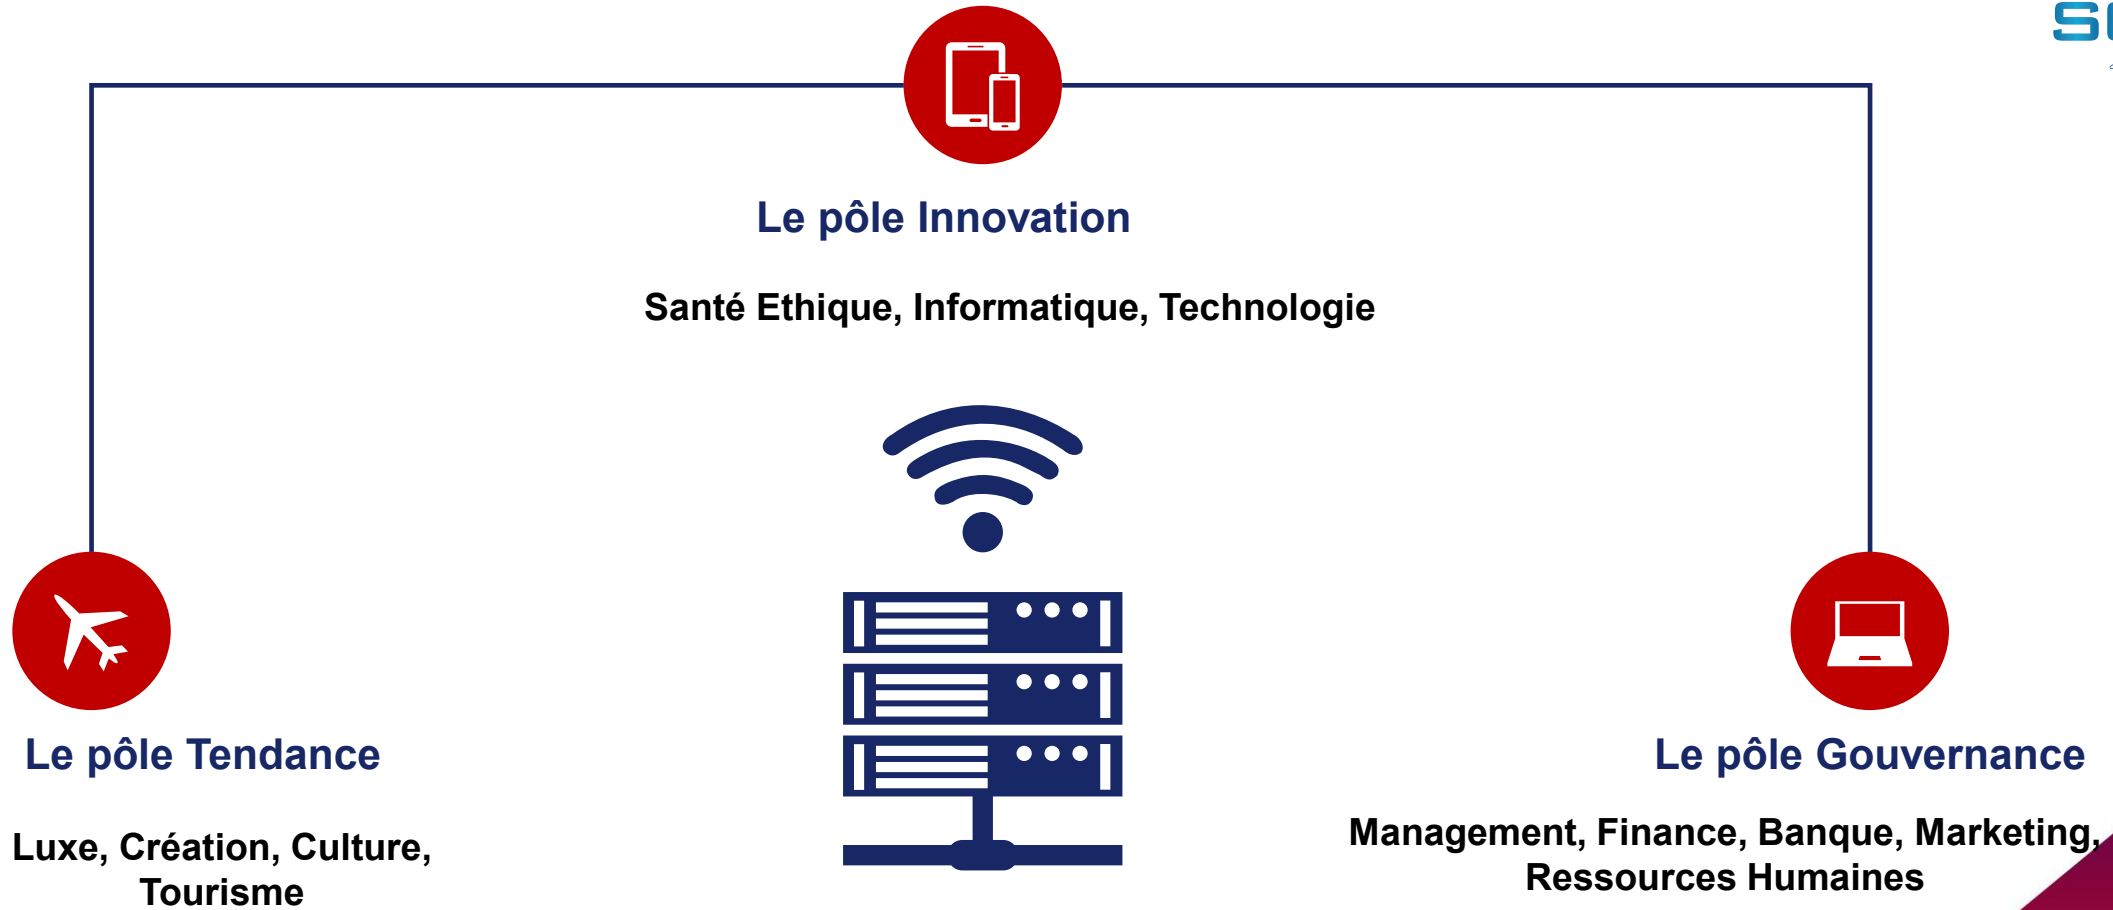 Le pôle Innovation
Santé Ethique, Informatique, Technologie
Le pôle Tendance
Luxe, Création, Culture,
Tourisme
Le pôle Gouvernance
Management, Finance, Banque, Marketing,
Ressources Humaines